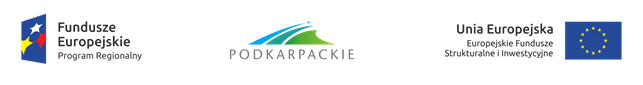 Fundusze
Europejskie
Program Regionalny
PODKARPACKIE
Unia Europejska
Europejskie Fundusze
Strukturalne i Inwestycyjne